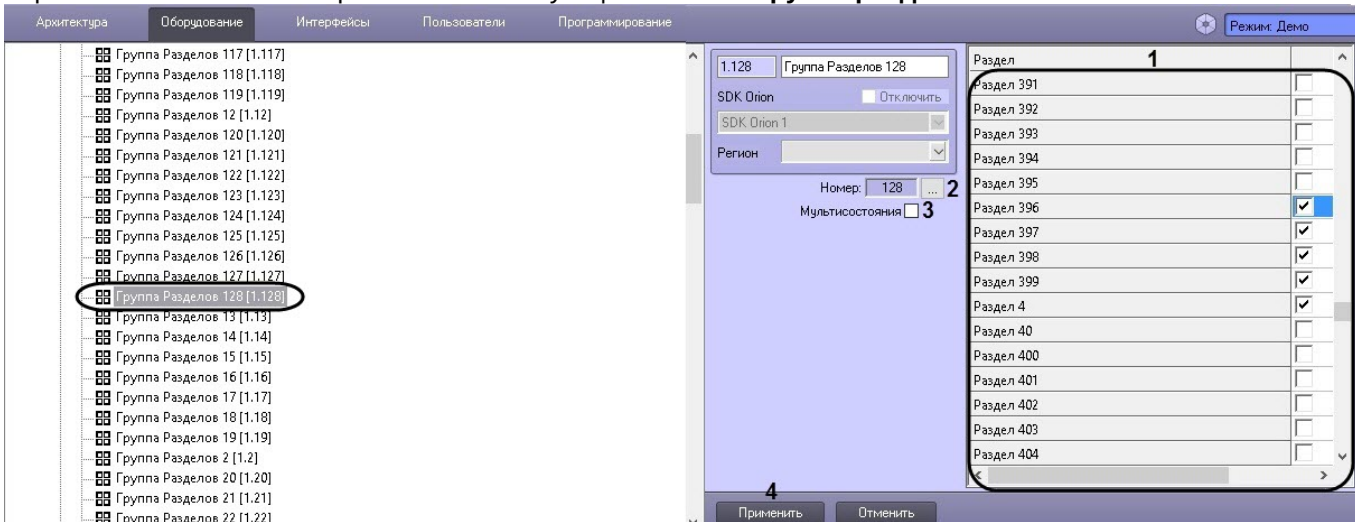 Архитектура Оборудование Интерфейсы Пользователи Программирование Режим: Демо
Группа Разделов 117 [1.117]
Группа Разделов 118 [1.118]
Группа Разделов 119 [1.119]
Группа Разделов 12 [1.12]
Группа Разделов 120 [1.120]
Группа Разделов 121 [1.121]
Группа Разделов 122 [1.122]
Группа Разделов 123 [1.123]
Группа Разделов 124 [1.124]
Группа Разделов 125 [1.125]
Группа Разделов 126 [1.126]
Группа Разделов 127 [1.127]
Группа Разделов 128 [1.128]
Группа Разделов 13 [1.13]
Группа Разделов 14 [1.14]
Группа Разделов 15 [1.15]
Группа Разделов 16 [1.16]
Группа Разделов 17 [1.17]
Группа Разделов 18 [1.18]
Группа Разделов 19 [1.19]
Группа Разделов 2 [1.2]
Группа Разделов 20 [1.20]
Группа Разделов 21 [1.21]
Группа Разделов 22 [1.22]
1.128 Группа Разделов 128
SDK Orion Отключить
SDK Orion 1
Регион
Номер: 128 ... 2
Мультисостояния 3
4
Применить Отменить
Раздел 1
Раздел 391
Раздел 392
Раздел 393
Раздел 394
Раздел 395
Раздел 396
Раздел 397
Раздел 398
Раздел 399
Раздел 4
Раздел 40
Раздел 400
Раздел 401
Раздел 402
Раздел 403
Раздел 404